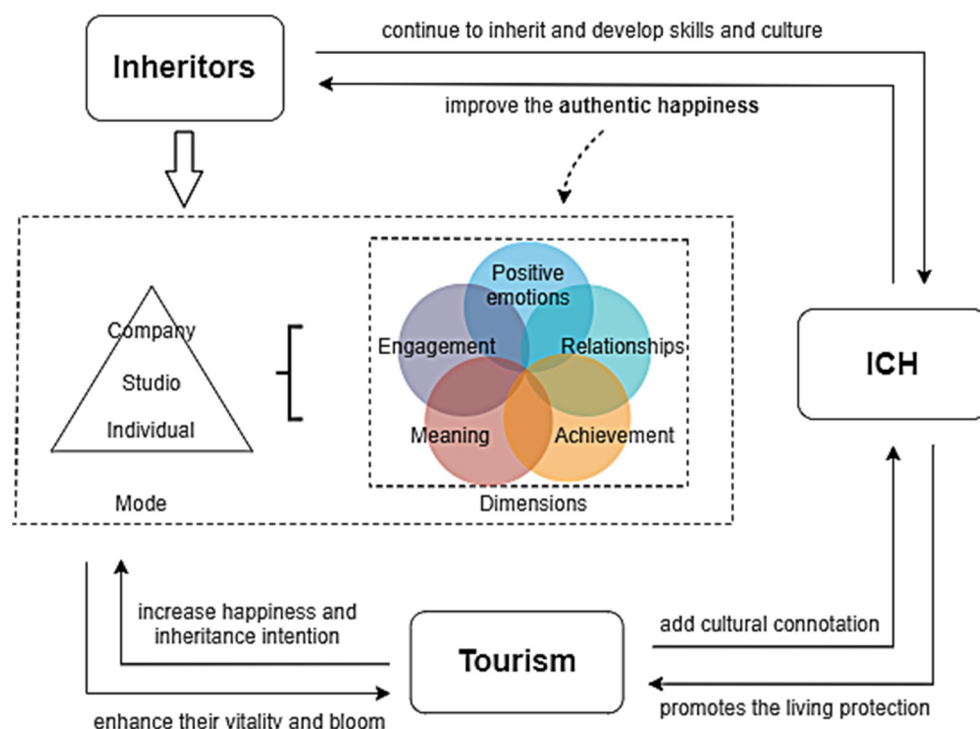 continue to inherit and develop skills and culture
Inheritors
improve the authentic happiness
Positive
emotions
Company
Engagement
Relationships
ICH
Studio
Individual
Meaning
Achievement
Mode
Dimensions
increase happiness and
inheritance intention
add cultural connotation
Tourism
promotes the living protection
enhance their vitality and bloom